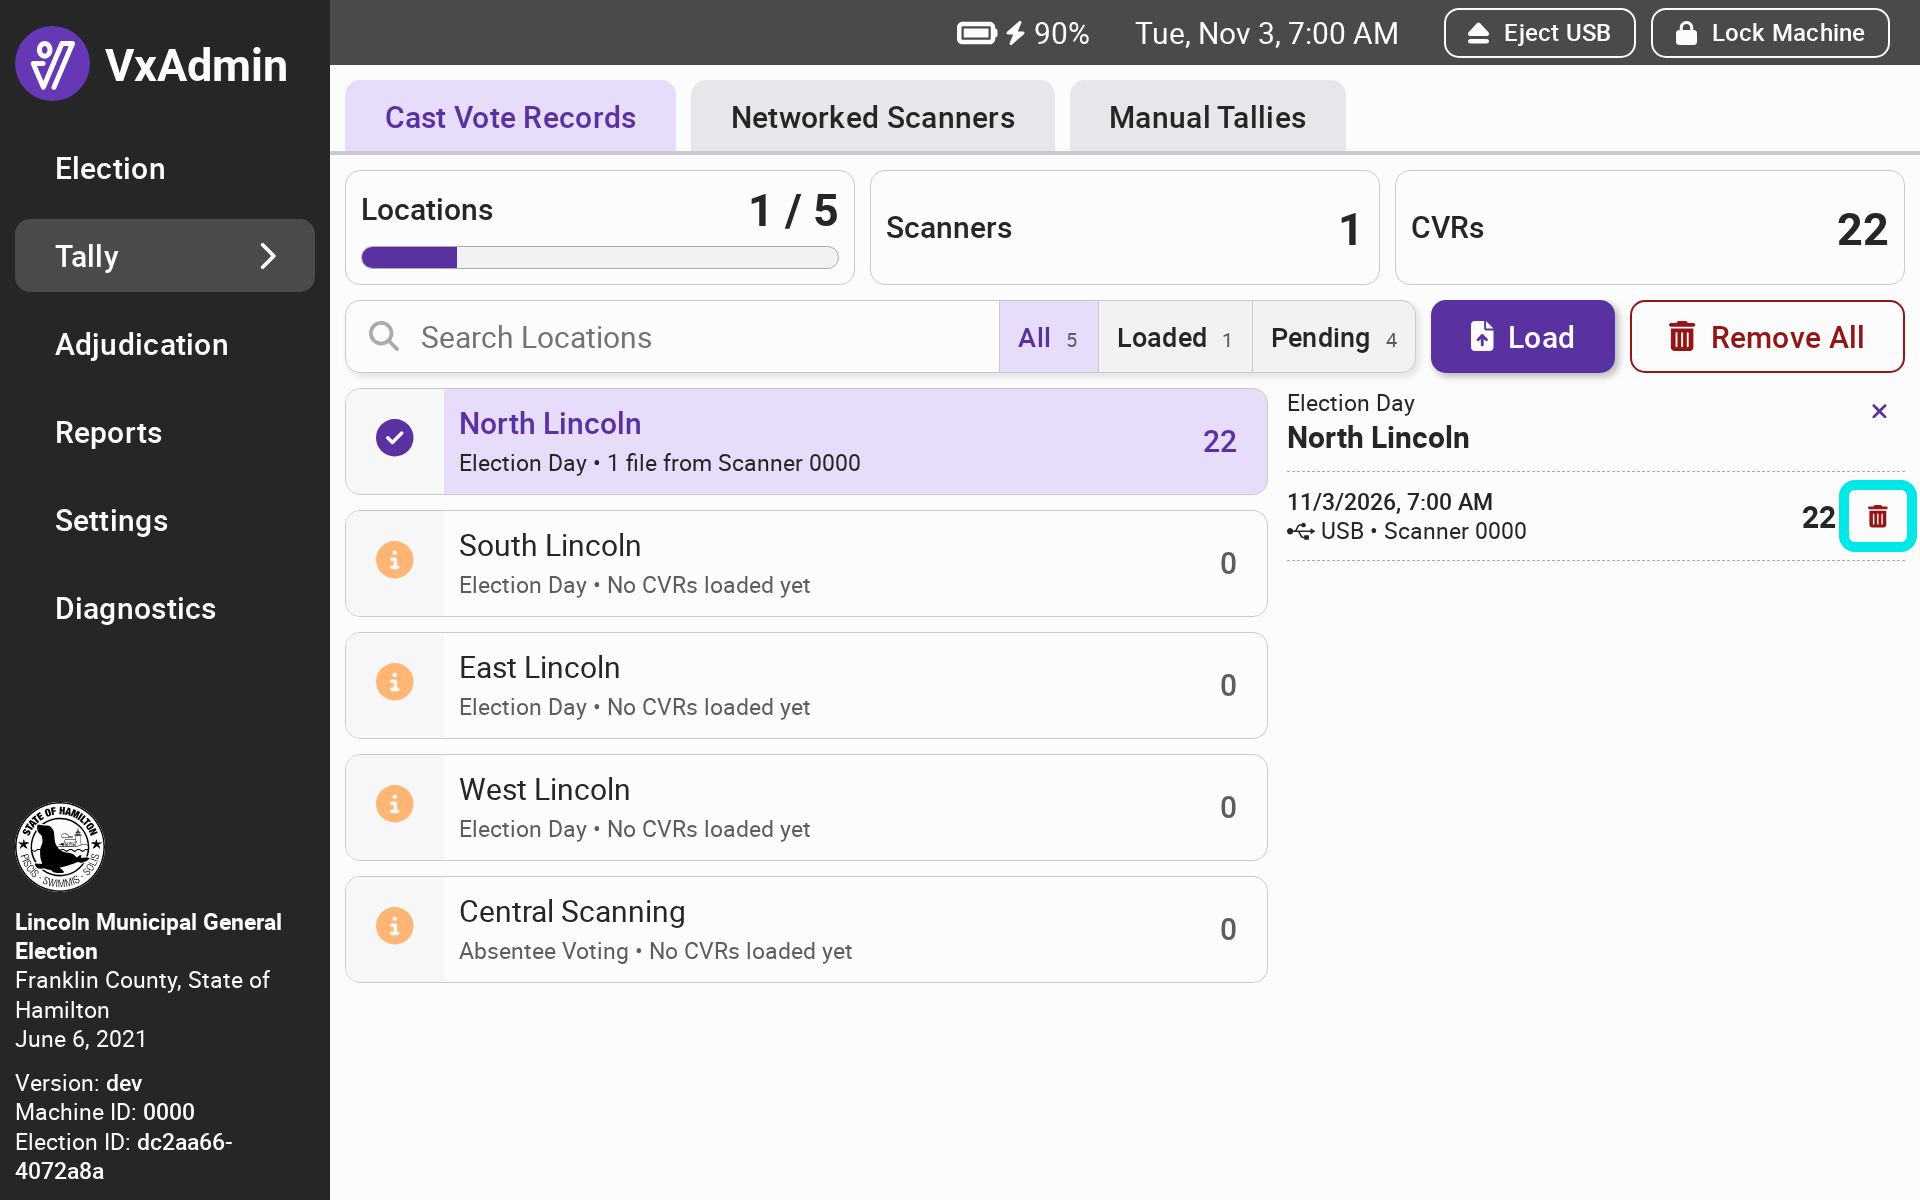 VxAdmin
90%
Tue, Nov 3, 7:00 AM
Eject USB
Lock Machine
Election
Tally
Adjudication
Reports
Settings
Diagnostics
STATE OF HAMILTON
PISCIS · SWIMMIS · SOLIS
Lincoln Municipal General
Election
Franklin County, State of
Hamilton
June 6, 2021
Version: dev
Machine ID: 0000
Election ID: dc2aa66-
4072a8a
Cast Vote Records
Networked Scanners
Manual Tallies
Locations 1 / 5
Scanners 1
CVRs 22
Search Locations
All 5
Loaded 1
Pending 4
Load
Remove All
North Lincoln
Election Day • 1 file from Scanner 0000
22
South Lincoln
Election Day • No CVRs loaded yet
0
East Lincoln
Election Day • No CVRs loaded yet
0
West Lincoln
Election Day • No CVRs loaded yet
0
Central Scanning
Absentee Voting • No CVRs loaded yet
0
Election Day
North Lincoln
11/3/2026, 7:00 AM
USB • Scanner 0000
22